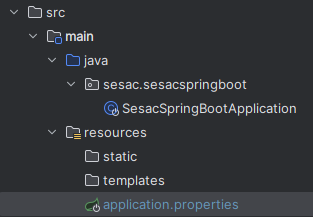 src
main
java
sesac.sesacspringboot
SesacSpringBootApplication
resources
static
templates
application.properties